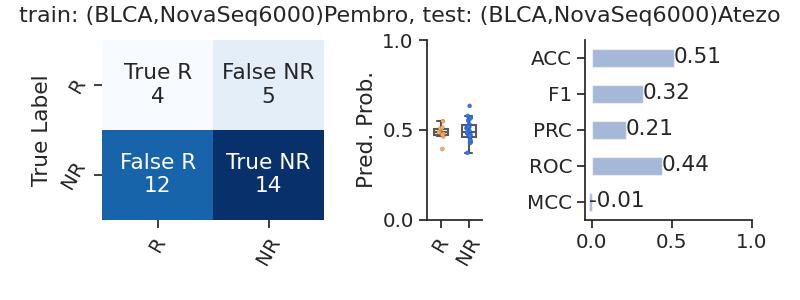 train: (BLCA,NovaSeq6000)Pembro, test: (BLCA,NovaSeq6000)Atezo
True Label
R
NR
True R
4
False NR
5
False R
12
True NR
14
R
NR
Pred. Prob.
1.0
0.5
0.0
R
NR
ACC
0.51
F1
0.32
PRC
0.21
ROC
0.44
MCC
-0.01
0.0
0.5
1.0